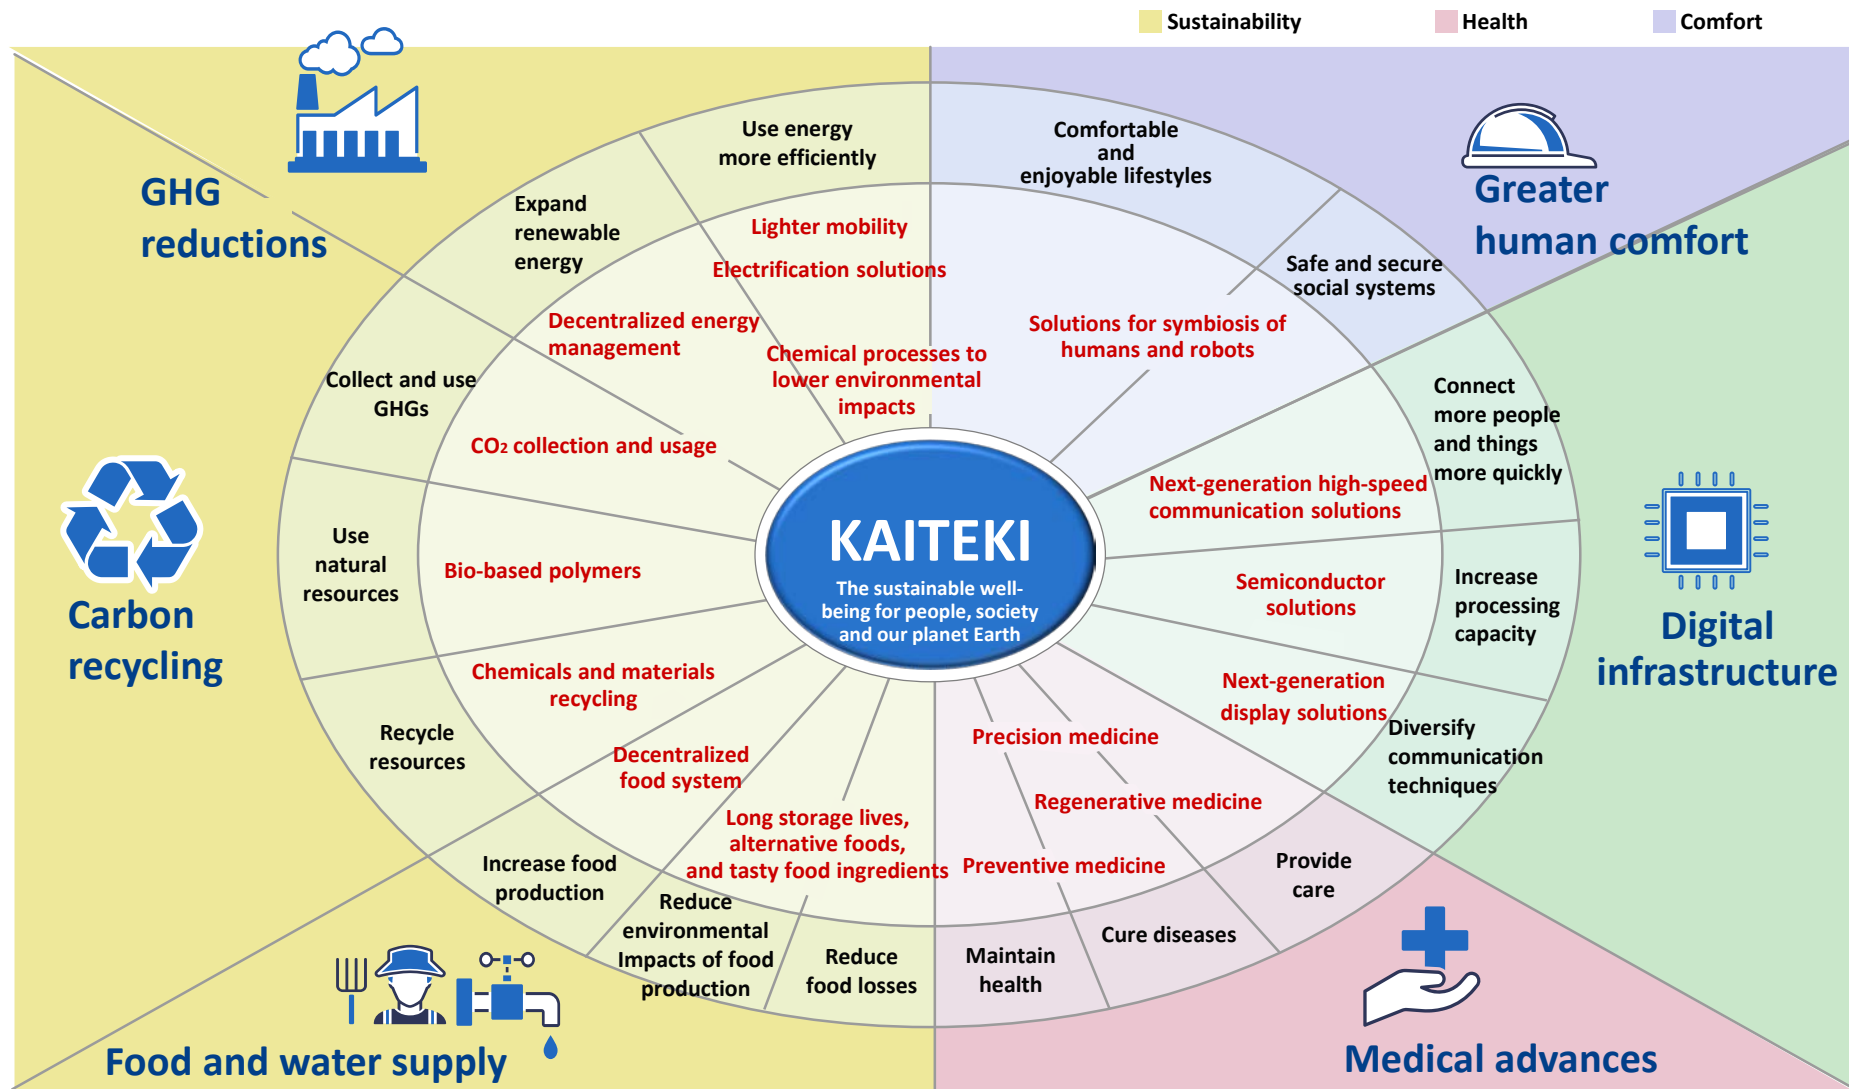 Sustainability
Health
Comfort
GHG
reductions
Use energy
more efficiently
Expand
renewable
energy
Lighter mobility
Electrification solutions
Decentralized energy
management
Chemical processes to
lower environmental
impacts
Comfortable
and
enjoyable lifestyles
Safe and secure
social systems
Solutions for symbiosis of
humans and robots
Greater
human comfort
Collect and use
GHGs
CO₂ collection and usage
Use
natural
resources
Bio-based polymers
Carbon
recycling
Chemicals and materials
recycling
Recycle
resources
KAITEKI
The sustainable well-
being for people, society
and our planet Earth
Connect
more people
and things
more quickly
Next-generation high-speed
communication solutions
Semiconductor
solutions
Increase
processing
capacity
Next-generation
display solutions
Diversify
communication
techniques
Digital
infrastructure
Decentralized
food system
Long storage lives,
alternative foods,
and tasty food ingredients
Increase food
production
Reduce
environmental
Impacts of food
production
Reduce
food losses
Food and water supply
Precision medicine
Regenerative medicine
Preventive medicine
Maintain
health
Cure diseases
Provide
care
Medical advances